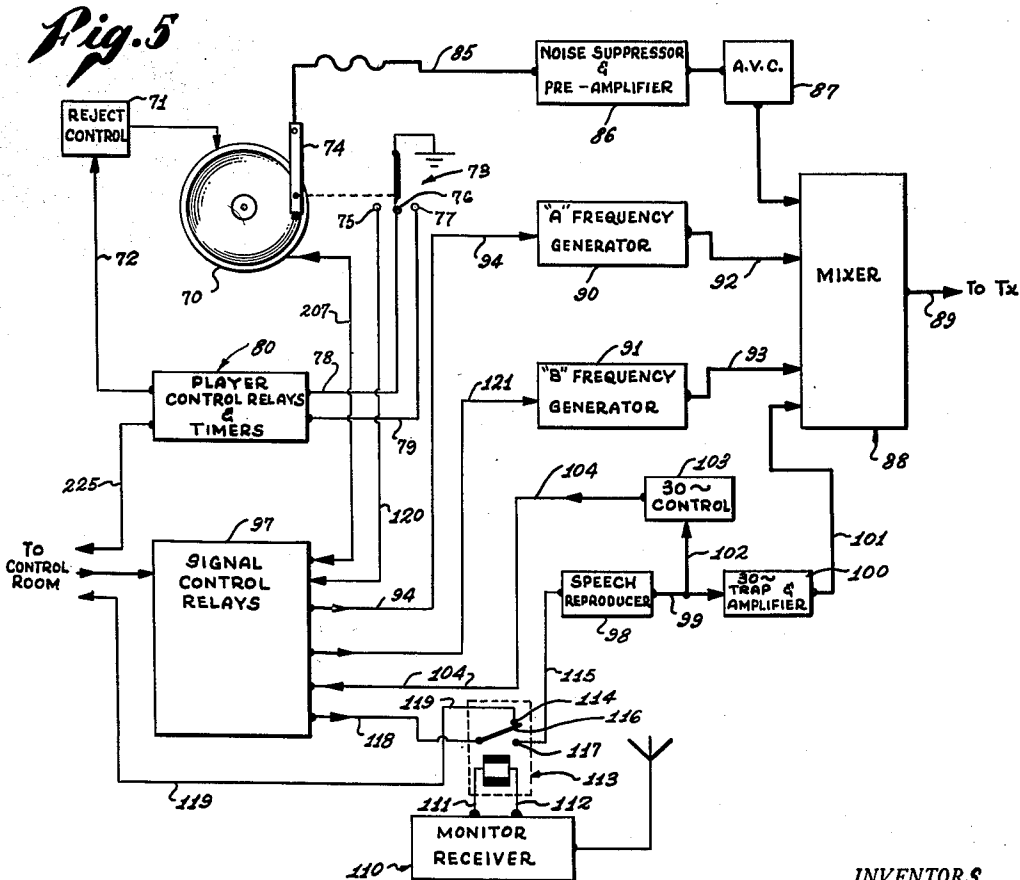 Fig. 5
85
NOISE SUPPRESSOR
&
PRE-AMPLIFIER
86
A.V.C.
87
71
REJECT
CONTROL
74
73
76
75
77
72
70
207
94
"A" FREQUENCY
GENERATOR
90
92
MIXER
TO TX
89
80
PLAYER
CONTROL RELAYS
&
TIMERS
78
79
91
"B" FREQUENCY
GENERATOR
93
121
88
225
120
104
103
30~
CONTROL
101
102
TO
CONTROL
ROOM
97
SIGNAL
CONTROL
RELAYS
94
SPEECH
REPRODUCER
98
99
30~
TRAP &
AMPLIFIER
100
115
104
119
114
116
117
118
113
119
111
112
MONITOR
RECEIVER
110
INVENTORS